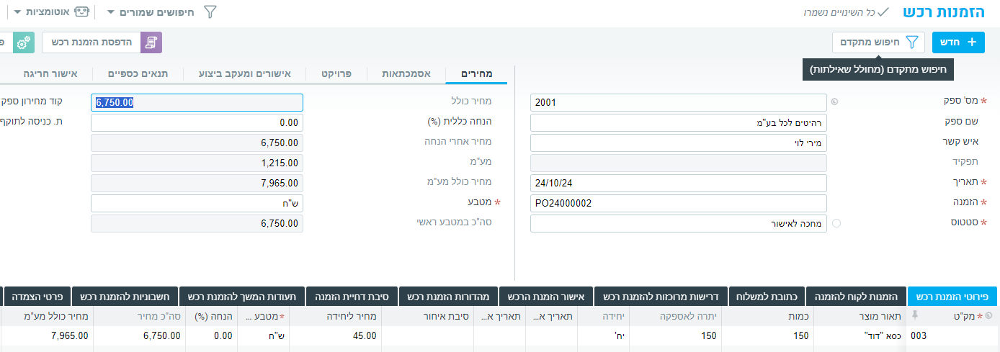 הזמנות רכש כל השינויים נשמרו חיפושים שמורים אוטומציות
חדש חיפוש מתקדם הדפסת הזמנת רכש
חיפוש מתקדם (מחולל שאילתות)
מחירים אסמכתאות פרויקט אישורים ומעקב ביצוע תנאים כספיים אישור חריגה
* מס' ספק 2001
שם ספק רהיטים לכל בע"מ
איש קשר מירי לוי
תפקיד
* תאריך 24/10/24
* הזמנה PO24000002
* סטטוס מחכה לאישור
מחיר כולל 6,750.00 קוד מחירון ספק
הנחה כללית (%) 0.00 ת. כניסה לתוקף
מחיר אחרי הנחה 6,750.00
מע"מ 1,215.00
מחיר כולל מע"מ 7,965.00
* מטבע ש"ח
סה"כ במטבע ראשי 6,750.00
פירוטי הזמנת רכש הזמנות לקוח להזמנה כתובת למשלוח דרישות מרוכזות להזמנת רכש אישור הזמנת הרכש מהדורות הזמנת רכש סיבת דחיית הזמנה תעודות המשך להזמנת רכש חשבוניות להזמנת רכש פרטי הצמדה
* מק"ט תאור מוצר כמות יתרה לאספקה יחידה תאריך א... תאריך א... סיבת איחור מחיר ליחידה * מטבע ... הנחה (%) סה"כ מחיר מחיר כולל מע"מ
003 כסא "דוד" 150 150 יח' 45.00 ש"ח 0.00 6,750.00 7,965.00